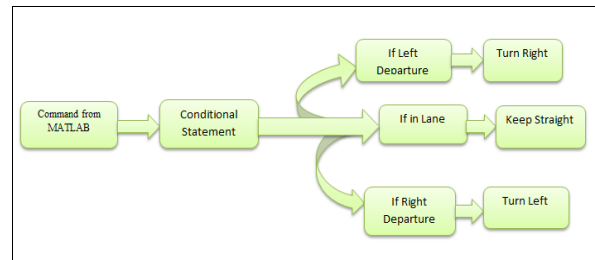 Command from
MATLAB
Conditional
Statement
If Left
Departure
Turn Right
If in Lane
Keep Straight
If Right
Departure
Turn Left